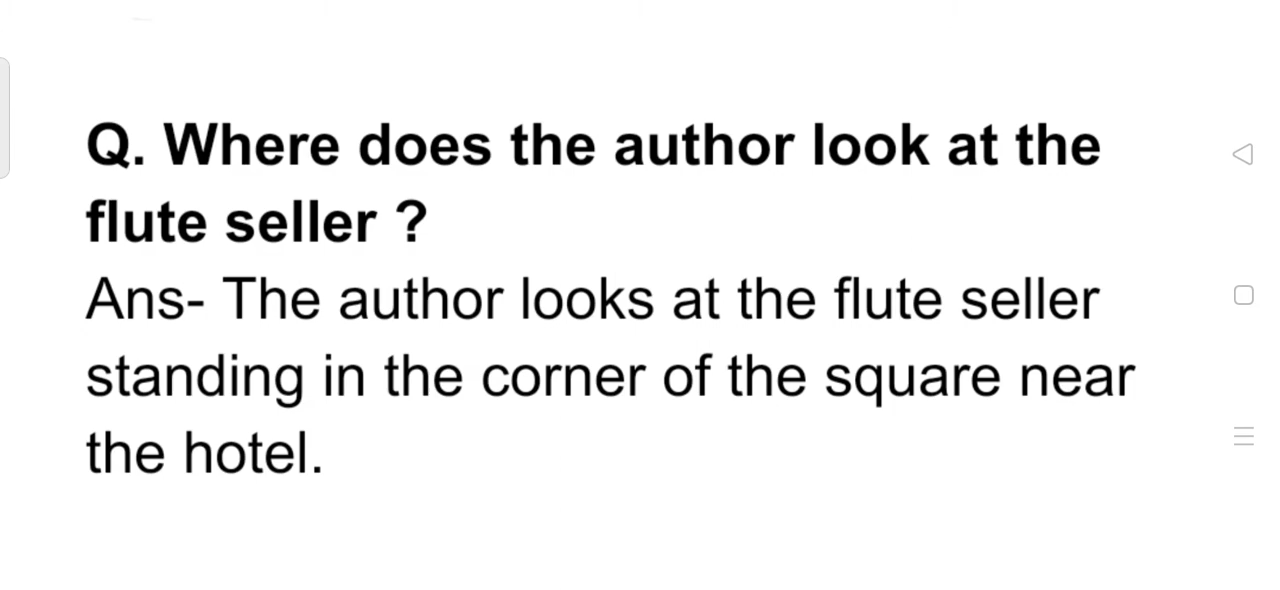 Q. Where does the author look at the
flute seller ?
Ans- The author looks at the flute seller
standing in the corner of the square near
the hotel.